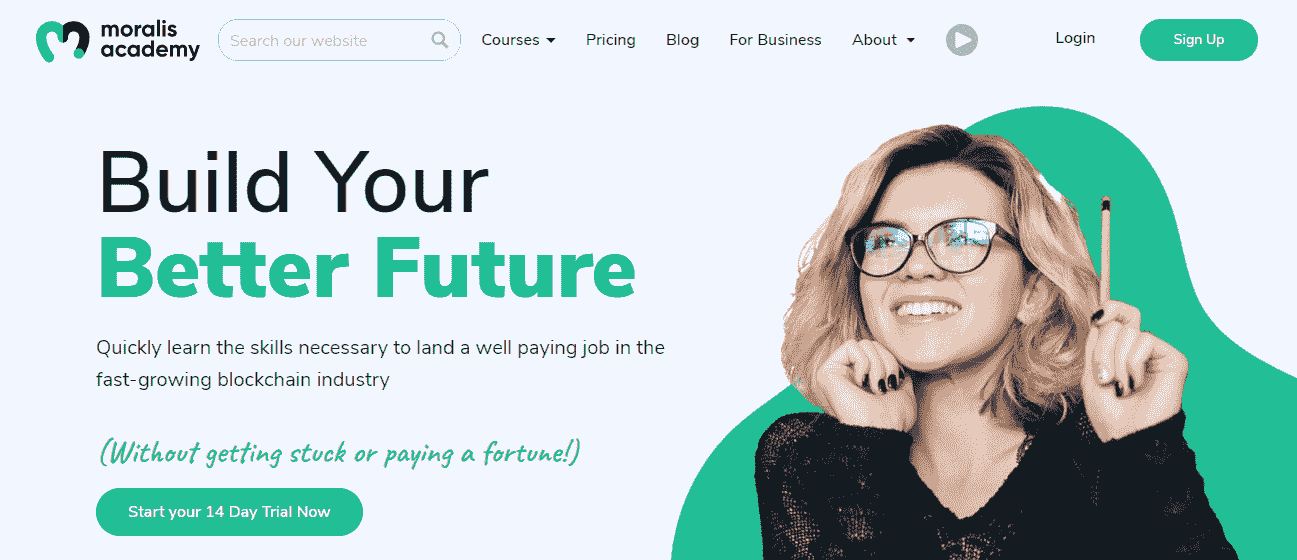 moralis
academy
Search our website
Courses
Pricing
Blog
For Business
About
Login
Sign Up
Build Your
Better Future
Quickly learn the skills necessary to land a well paying job in the
fast-growing blockchain industry
(Without getting stuck or paying a fortune!)
Start your 14 Day Trial Now